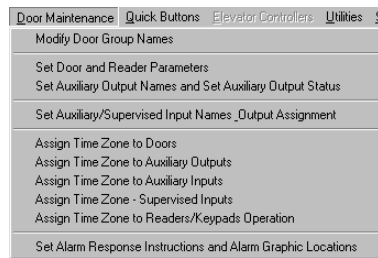 Door Maintenance Quick Buttons Elevator Controllers Utilities
Modify Door Group Names
Set Door and Reader Parameters
Set Auxiliary Output Names and Set Auxiliary Output Status
Set Auxiliary/Supervised Input Names _Output Assignment
Assign Time Zone to Doors
Assign Time Zone to Auxiliary Outputs
Assign Time Zone to Auxiliary Inputs
Assign Time Zone - Supervised Inputs
Assign Time Zone to Readers/Keypads Operation
Set Alarm Response Instructions and Alarm Graphic Locations